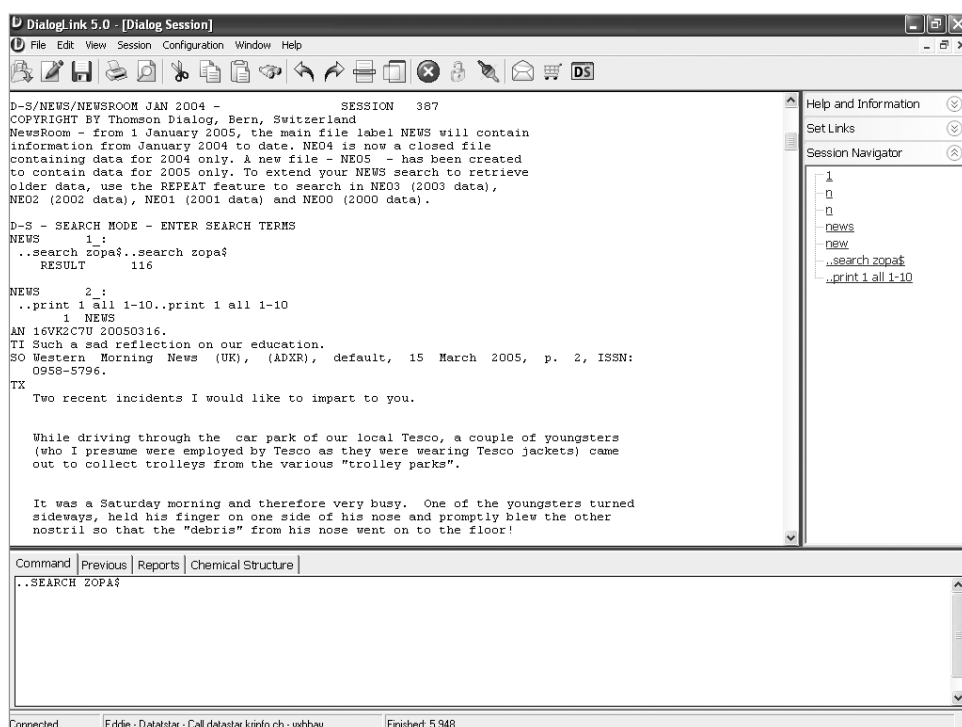 DialogLink 5.0 - [Dialog Session]
File Edit View Session Configuration Window Help
DS
D-S/NEWS/NEWSROOM JAN 2004 - SESSION 387
COPYRIGHT BY Thomson Dialog, Bern, Switzerland
NewsRoom - from 1 January 2005, the main file label NEWS will contain
information from January 2004 to date. NE04 is now a closed file
containing data for 2004 only. A new file - NE05 - has been created
to contain data for 2005 only. To extend your NEWS search to retrieve
older data, use the REPEAT feature to search in NE03 (2003 data),
NE02 (2002 data), NE01 (2001 data) and NE00 (2000 data).
D-S - SEARCH MODE - ENTER SEARCH TERMS
NEWS 1_:
..search zopa$..search zopa$
RESULT 116
NEWS 2_:
..print 1 all 1-10..print 1 all 1-10
1 NEWS
AN 16VK2C7U 20050316.
TI Such a sad reflection on our education.
SO Western Morning News (UK), (ADXR), default, 15 March 2005, p. 2, ISSN:
0958-5796.
TX
Two recent incidents I would like to impart to you.
While driving through the car park of our local Tesco, a couple of youngsters
(who I presume were employed by Tesco as they were wearing Tesco jackets) came
out to collect trolleys from the various "trolley parks".
It was a Saturday morning and therefore very busy. One of the youngsters turned
sideways, held his finger on one side of his nose and promptly blew the other
nostril so that the "debris" from his nose went on to the floor!
Help and Information
Set Links
Session Navigator
1
n
n
news
new
..search zopa$
..print 1 all 1-10
Command Previous Reports Chemical Structure
..SEARCH ZOPA$
Connected Eddie - Datatstar - Call datastar.krinfo.ch - Finished: 5,948